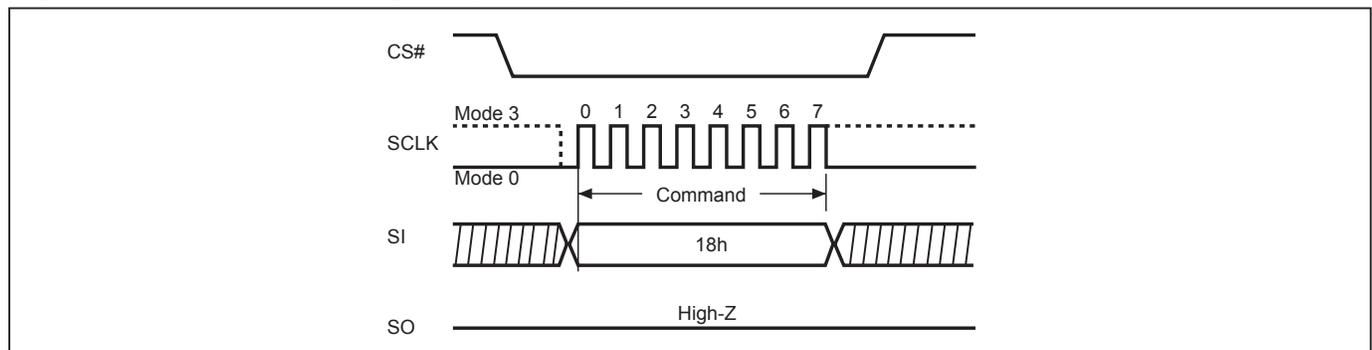 CS#
Mode 3 0 1 2 3 4 5 6 7
SCLK
Mode 0
Command
SI 18h
High-Z
SO